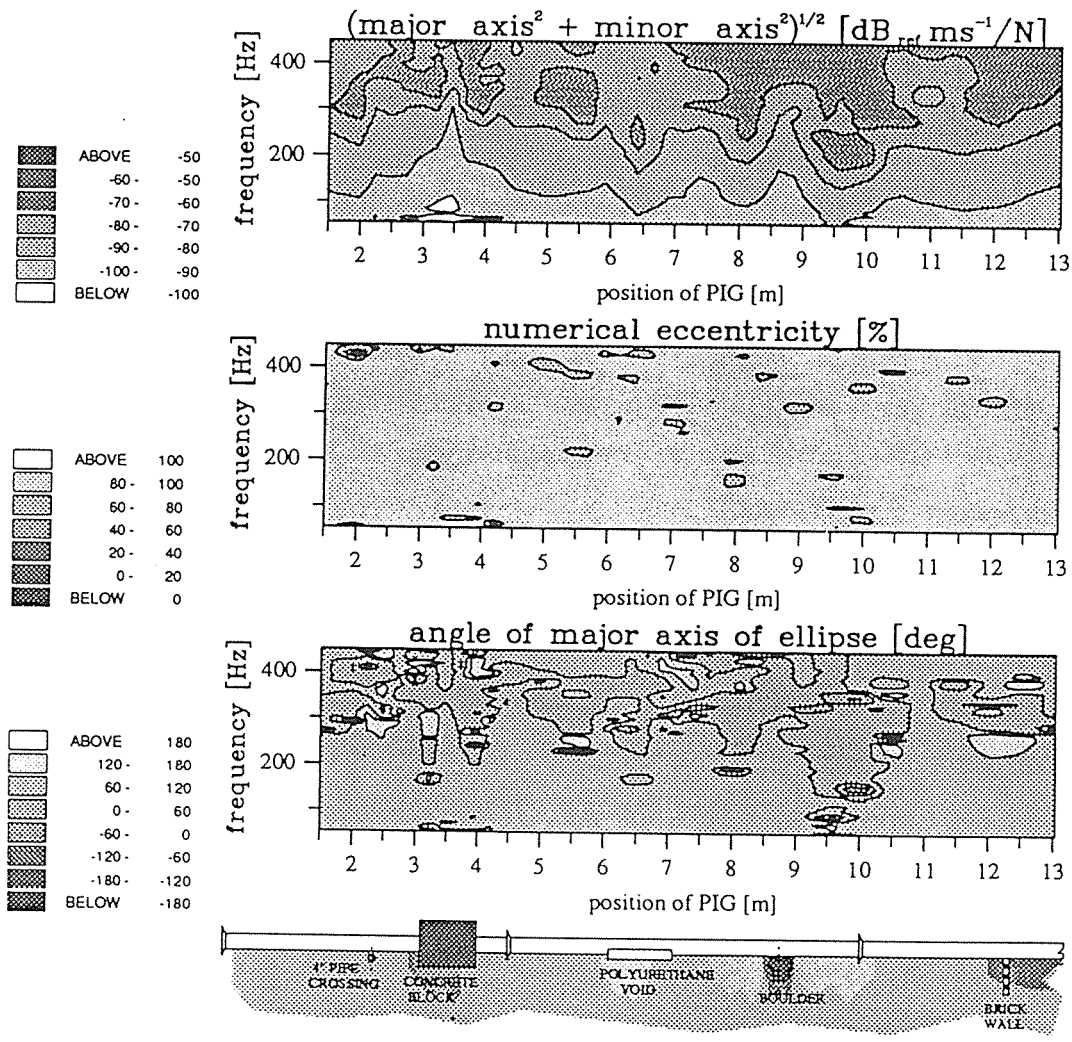 (major axis² + minor axis²)¹/² [dB ref ms⁻¹/N]
frequency [Hz]
400
200
ABOVE -50
-60 - -50
-70 - -60
-80 - -70
-90 - -80
-100 - -90
BELOW -100
2 3 4 5 6 7 8 9 10 11 12 13
position of PIG [m]
numerical eccentricity [%]
frequency [Hz]
400
200
ABOVE 100
80 - 100
60 - 80
40 - 60
20 - 40
0 - 20
BELOW 0
2 3 4 5 6 7 8 9 10 11 12 13
position of PIG [m]
angle of major axis of ellipse [deg]
frequency [Hz]
400
200
ABOVE 180
120 - 180
60 - 120
0 - 60
-60 - 0
-120 - -60
-180 - -120
BELOW -180
2 3 4 5 6 7 8 9 10 11 12 13
position of PIG [m]
4" PIPE
CROSSING
CONCRETE
BLOCK
POLYURETHANE
VOID
BOULDER
BRICK
WALL